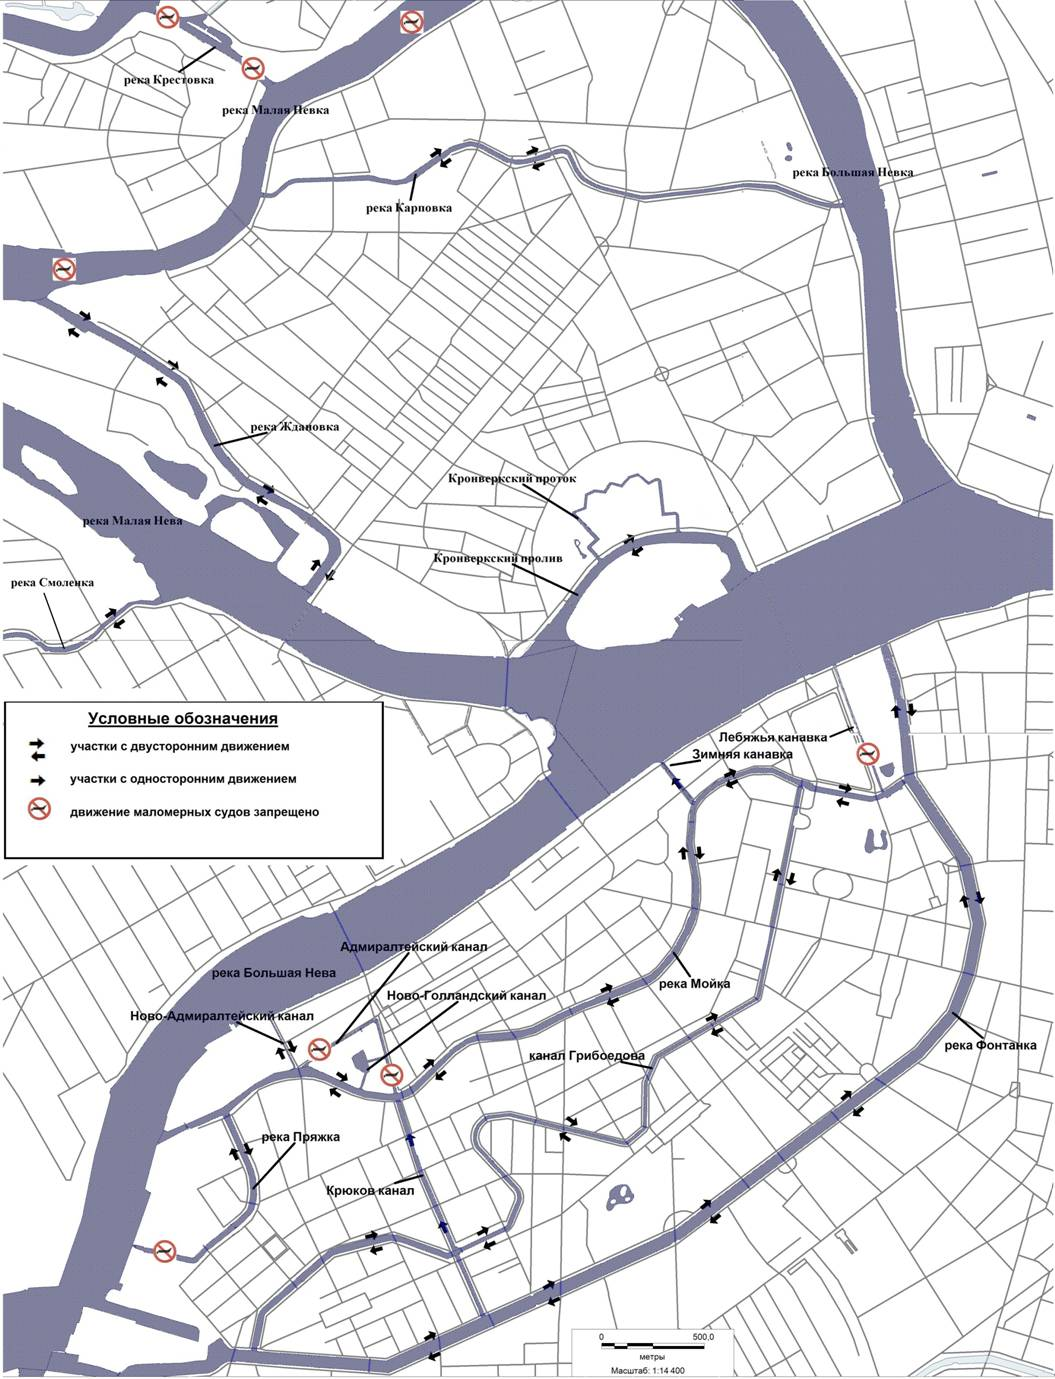 река Крестовка
река Малая Невка
река Большая Невка
река Карповка
река Ждановка
Кронверкский проток
река Малая Нева
Кронверкский пролив
река Смоленка
Условные обозначения
участки с двусторонним движением
участки с односторонним движением
движение маломерных судов запрещено
Лебяжья канавка
Зимняя канавка
Адмиралтейский канал
река Большая Нева
река Мойка
Ново-Голландский канал
Ново-Адмиралтейский канал
канал Грибоедова
река Фонтанка
река Пряжка
Крюков канал
0 500,0
метры
Масштаб: 1:14 400